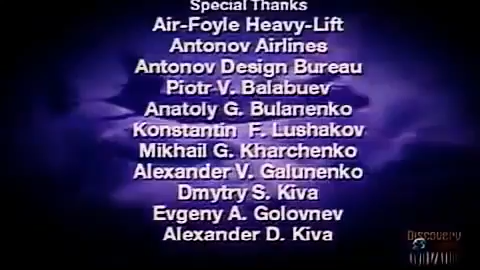 Special Thanks
Air-Foyle Heavy-Lift
Antonov Airlines
Antonov Design Bureau
Piotr V. Balabuev
Anatoly G. Bulanenko
Konstantin F. Lushakov
Mikhail G. Kharchenko
Alexander V. Galunenko
Dmytry S. Kiva
Evgeny A. Golovnev
Alexander D. Kiva
Discovery